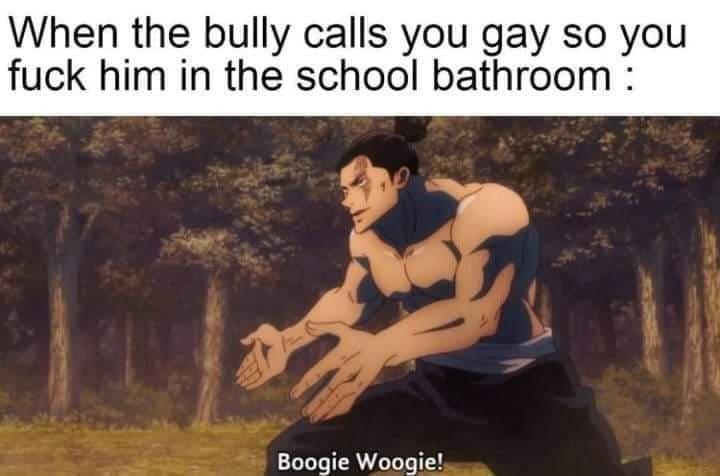 When the bully calls you gay so you
fuck him in the school bathroom :
Boogie Woogie!